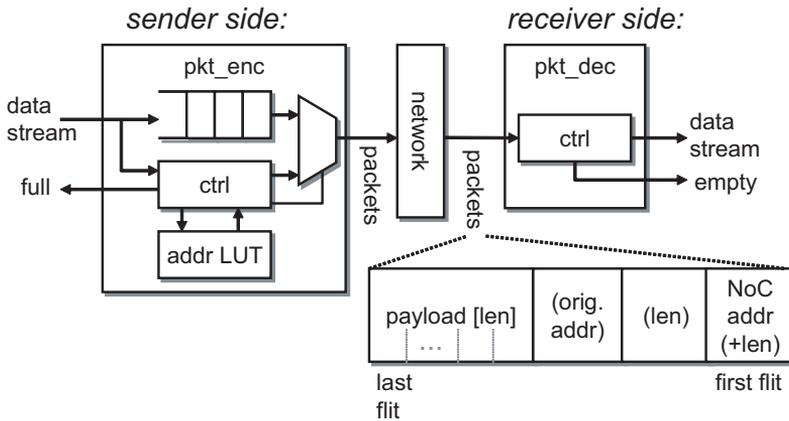 sender side:
receiver side:
pkt_enc
pkt_dec
data
stream
full
ctrl
addr LUT
packets
network
packets
ctrl
data
stream
empty
payload [len]
...
(orig.
addr)
(len)
NoC
addr
(+len)
last
flit
first flit